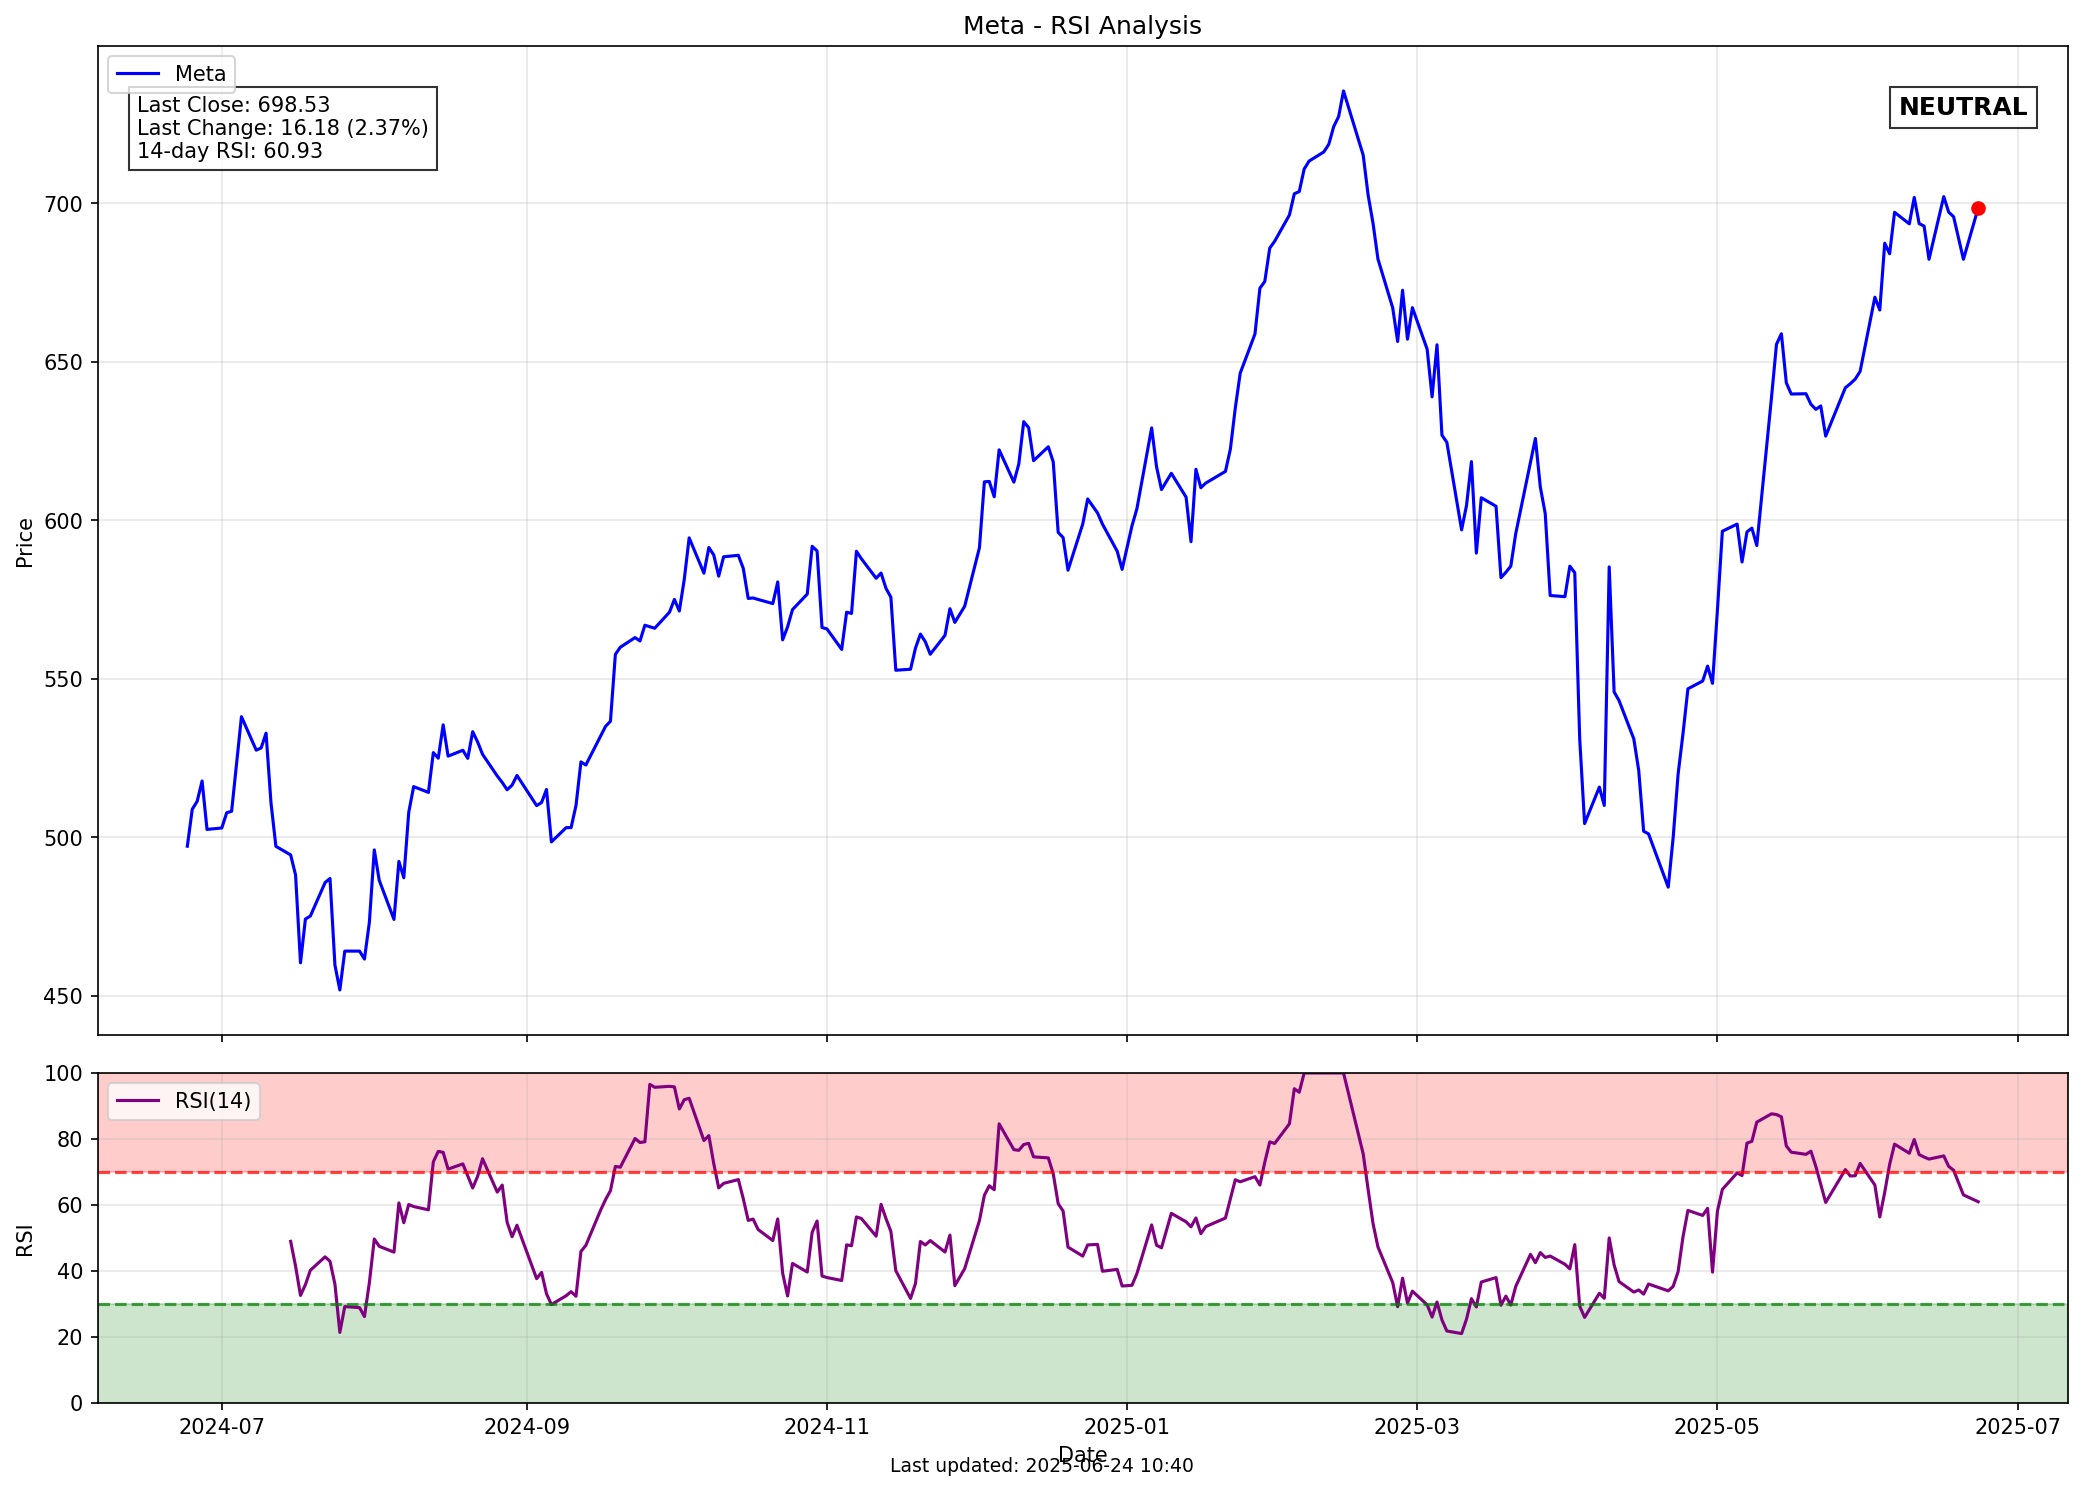 Meta - RSI Analysis
Meta
Last Close: 698.53
Last Change: 16.18 (2.37%)
14-day RSI: 60.93
NEUTRAL
Price
700
650
600
550
500
450
RSI(14)
RSI
100
80
60
40
20
0
2024-07
2024-09
2024-11
2025-01
2025-03
2025-05
2025-07
Date
Last updated: 2025-06-24 10:40